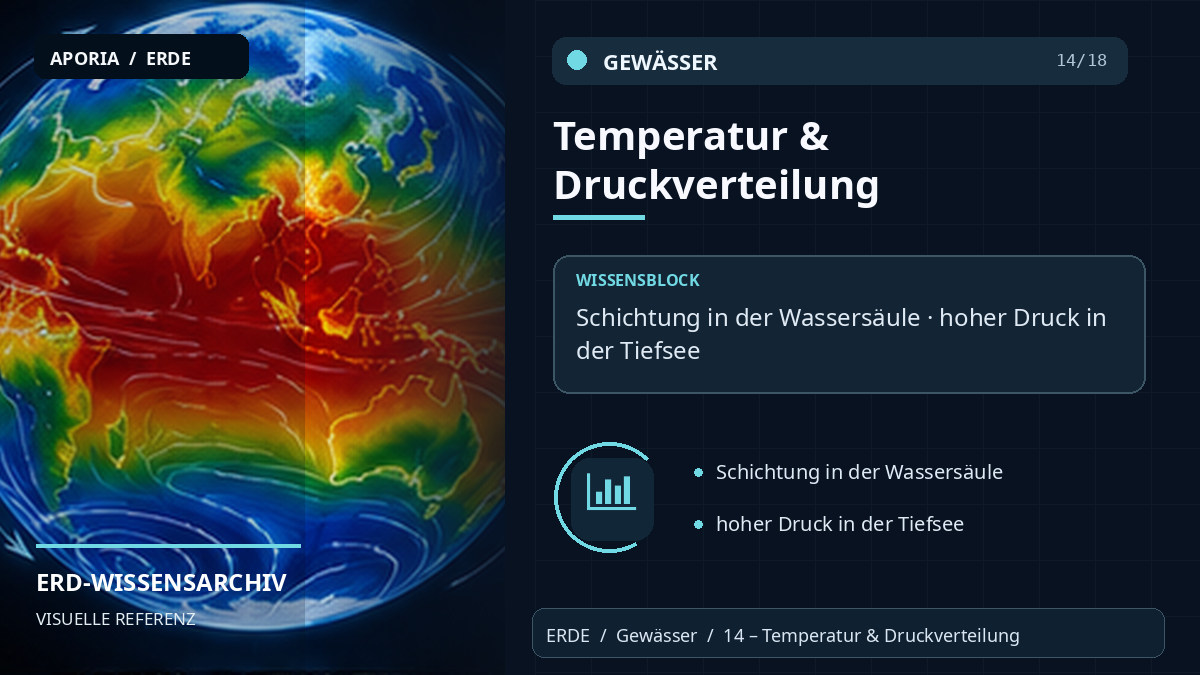 APORIA / ERDE
ERD-WISSENSARCHIV
VISUELLE REFERENZ
GEWÄSSER
14/18
Temperatur &
Druckverteilung
WISSENSBLOCK
Schichtung in der Wassersäule · hoher Druck in
der Tiefsee
Schichtung in der Wassersäule
hoher Druck in der Tiefsee
ERDE / Gewässer / 14 – Temperatur & Druckverteilung